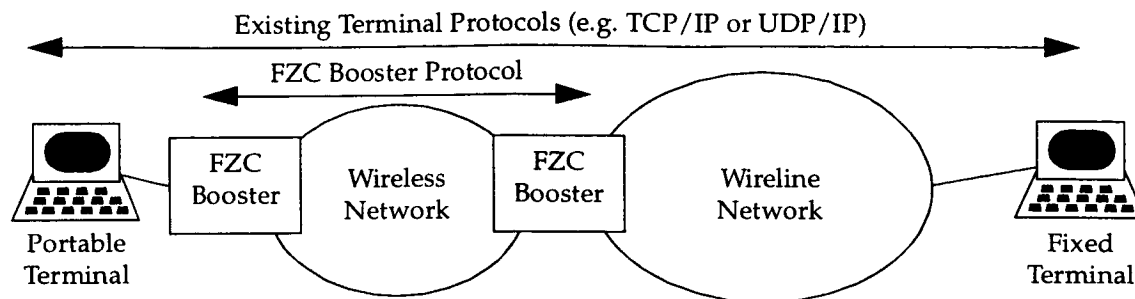 Existing Terminal Protocols (e.g. TCP/IP or UDP/IP)
FZC Booster Protocol
FZC
Booster
Wireless
Network
FZC
Booster
Wireline
Network
Portable
Terminal
Fixed
Terminal